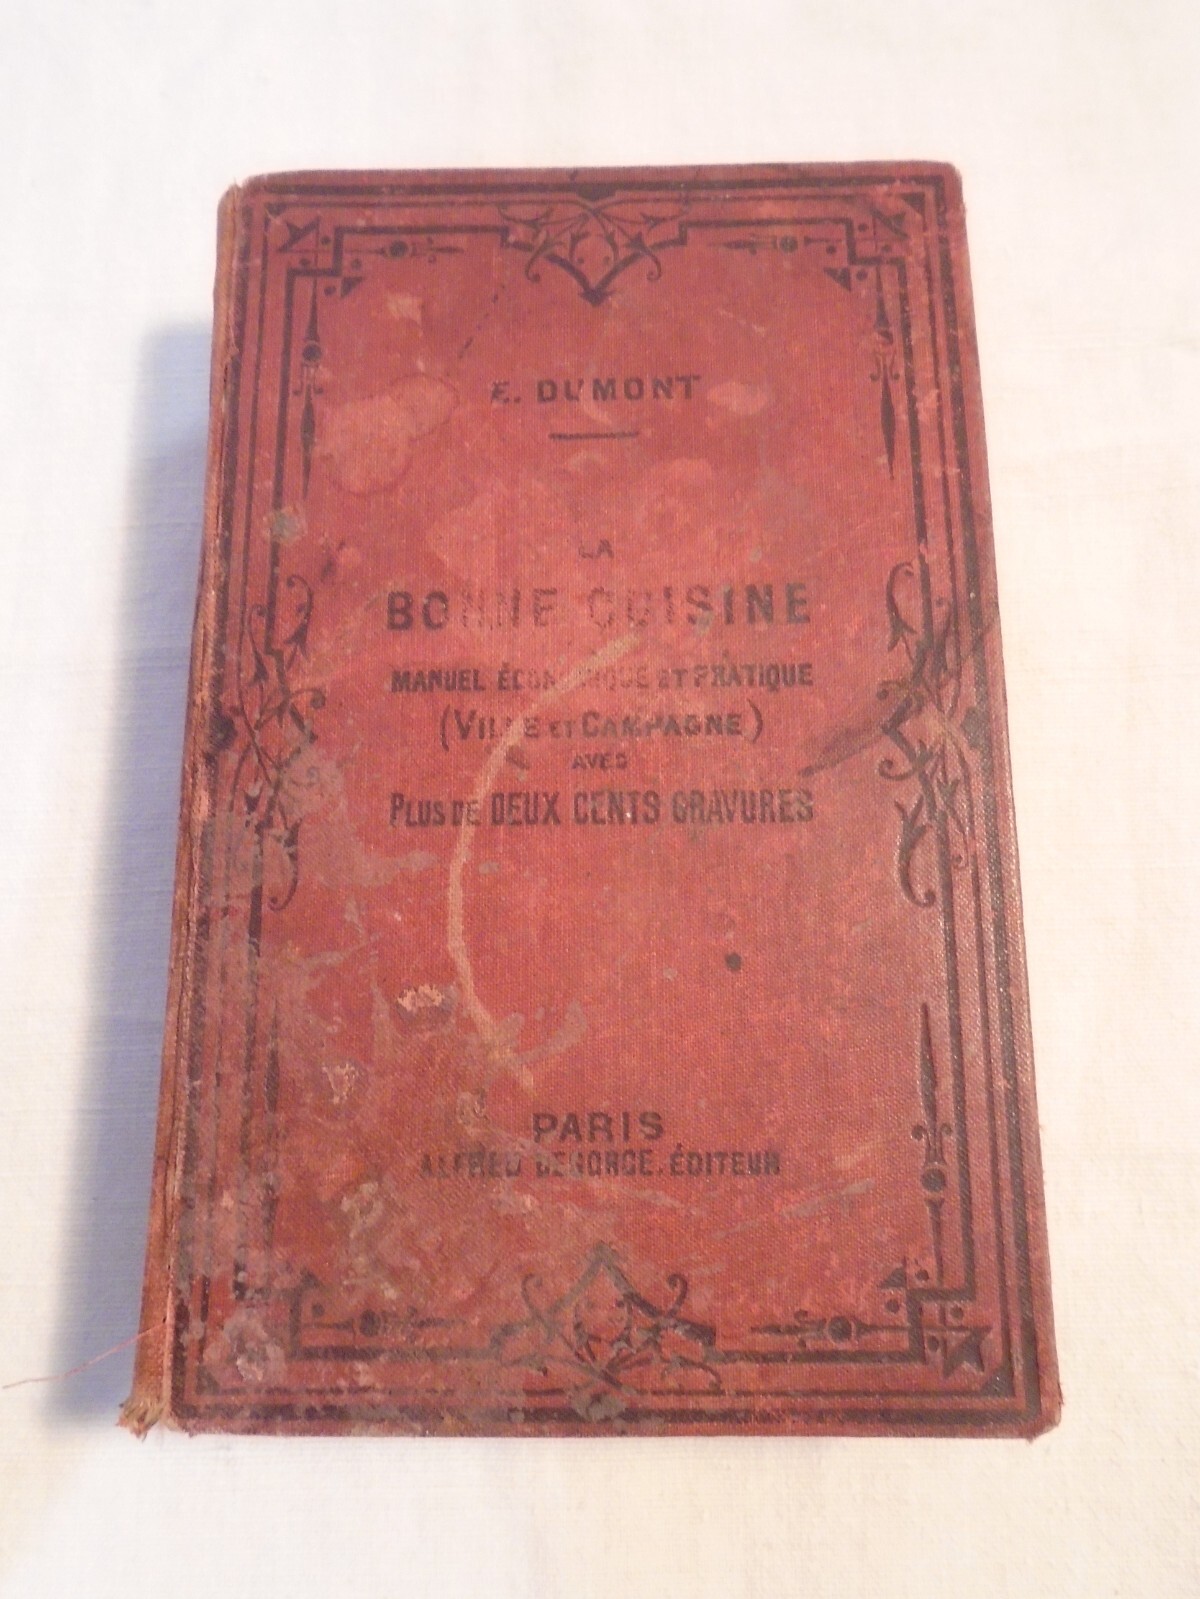 E. DUMONT
LA
BONNE CUISINE
MANUEL ÉCONOMIQUE ET PRATIQUE
(VILLE ET CAMPAGNE)
AVEC
PLUS DE DEUX CENTS GRAVURES
PARIS
ALFRED DEGORCE, ÉDITEUR